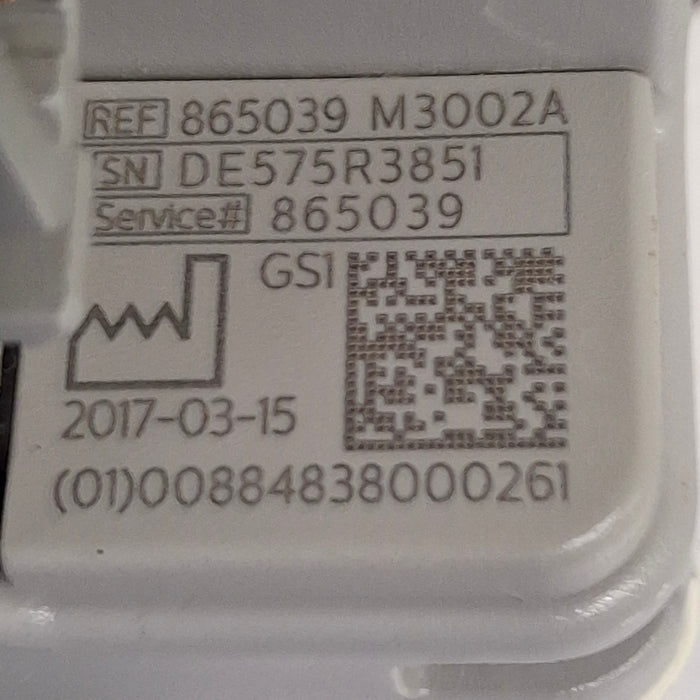 REF 865039 M3002A
SN DE575R3851
Service# 865039
GS1
2017-03-15
(01)00884838000261